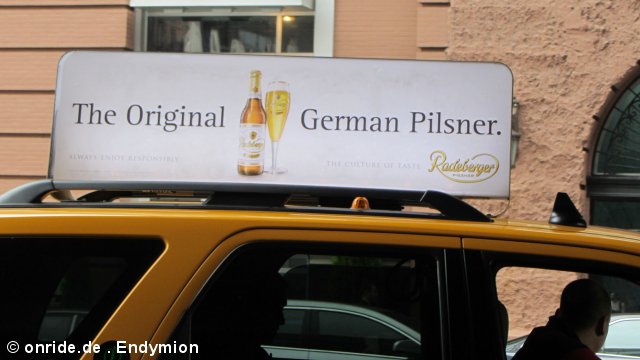 The Original German Pilsner.
ALWAYS ENJOY RESPONSIBLY.
THE CULTURE OF TASTE
Radeberger
PILSNER
© onride.de . Endymion